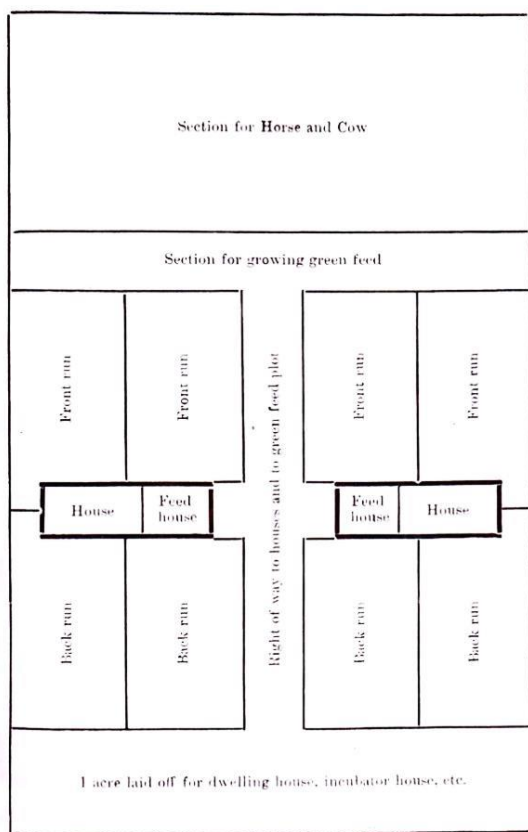 Section for Horse and Cow
Section for growing green feed
Front run
Front run
Right of way to houses and to green feed plot
Front run
Front run
House
Feed
house
Feed
house
House
Back run
Back run
Back run
Back run
1 acre laid off for dwelling house, incubator house, etc.